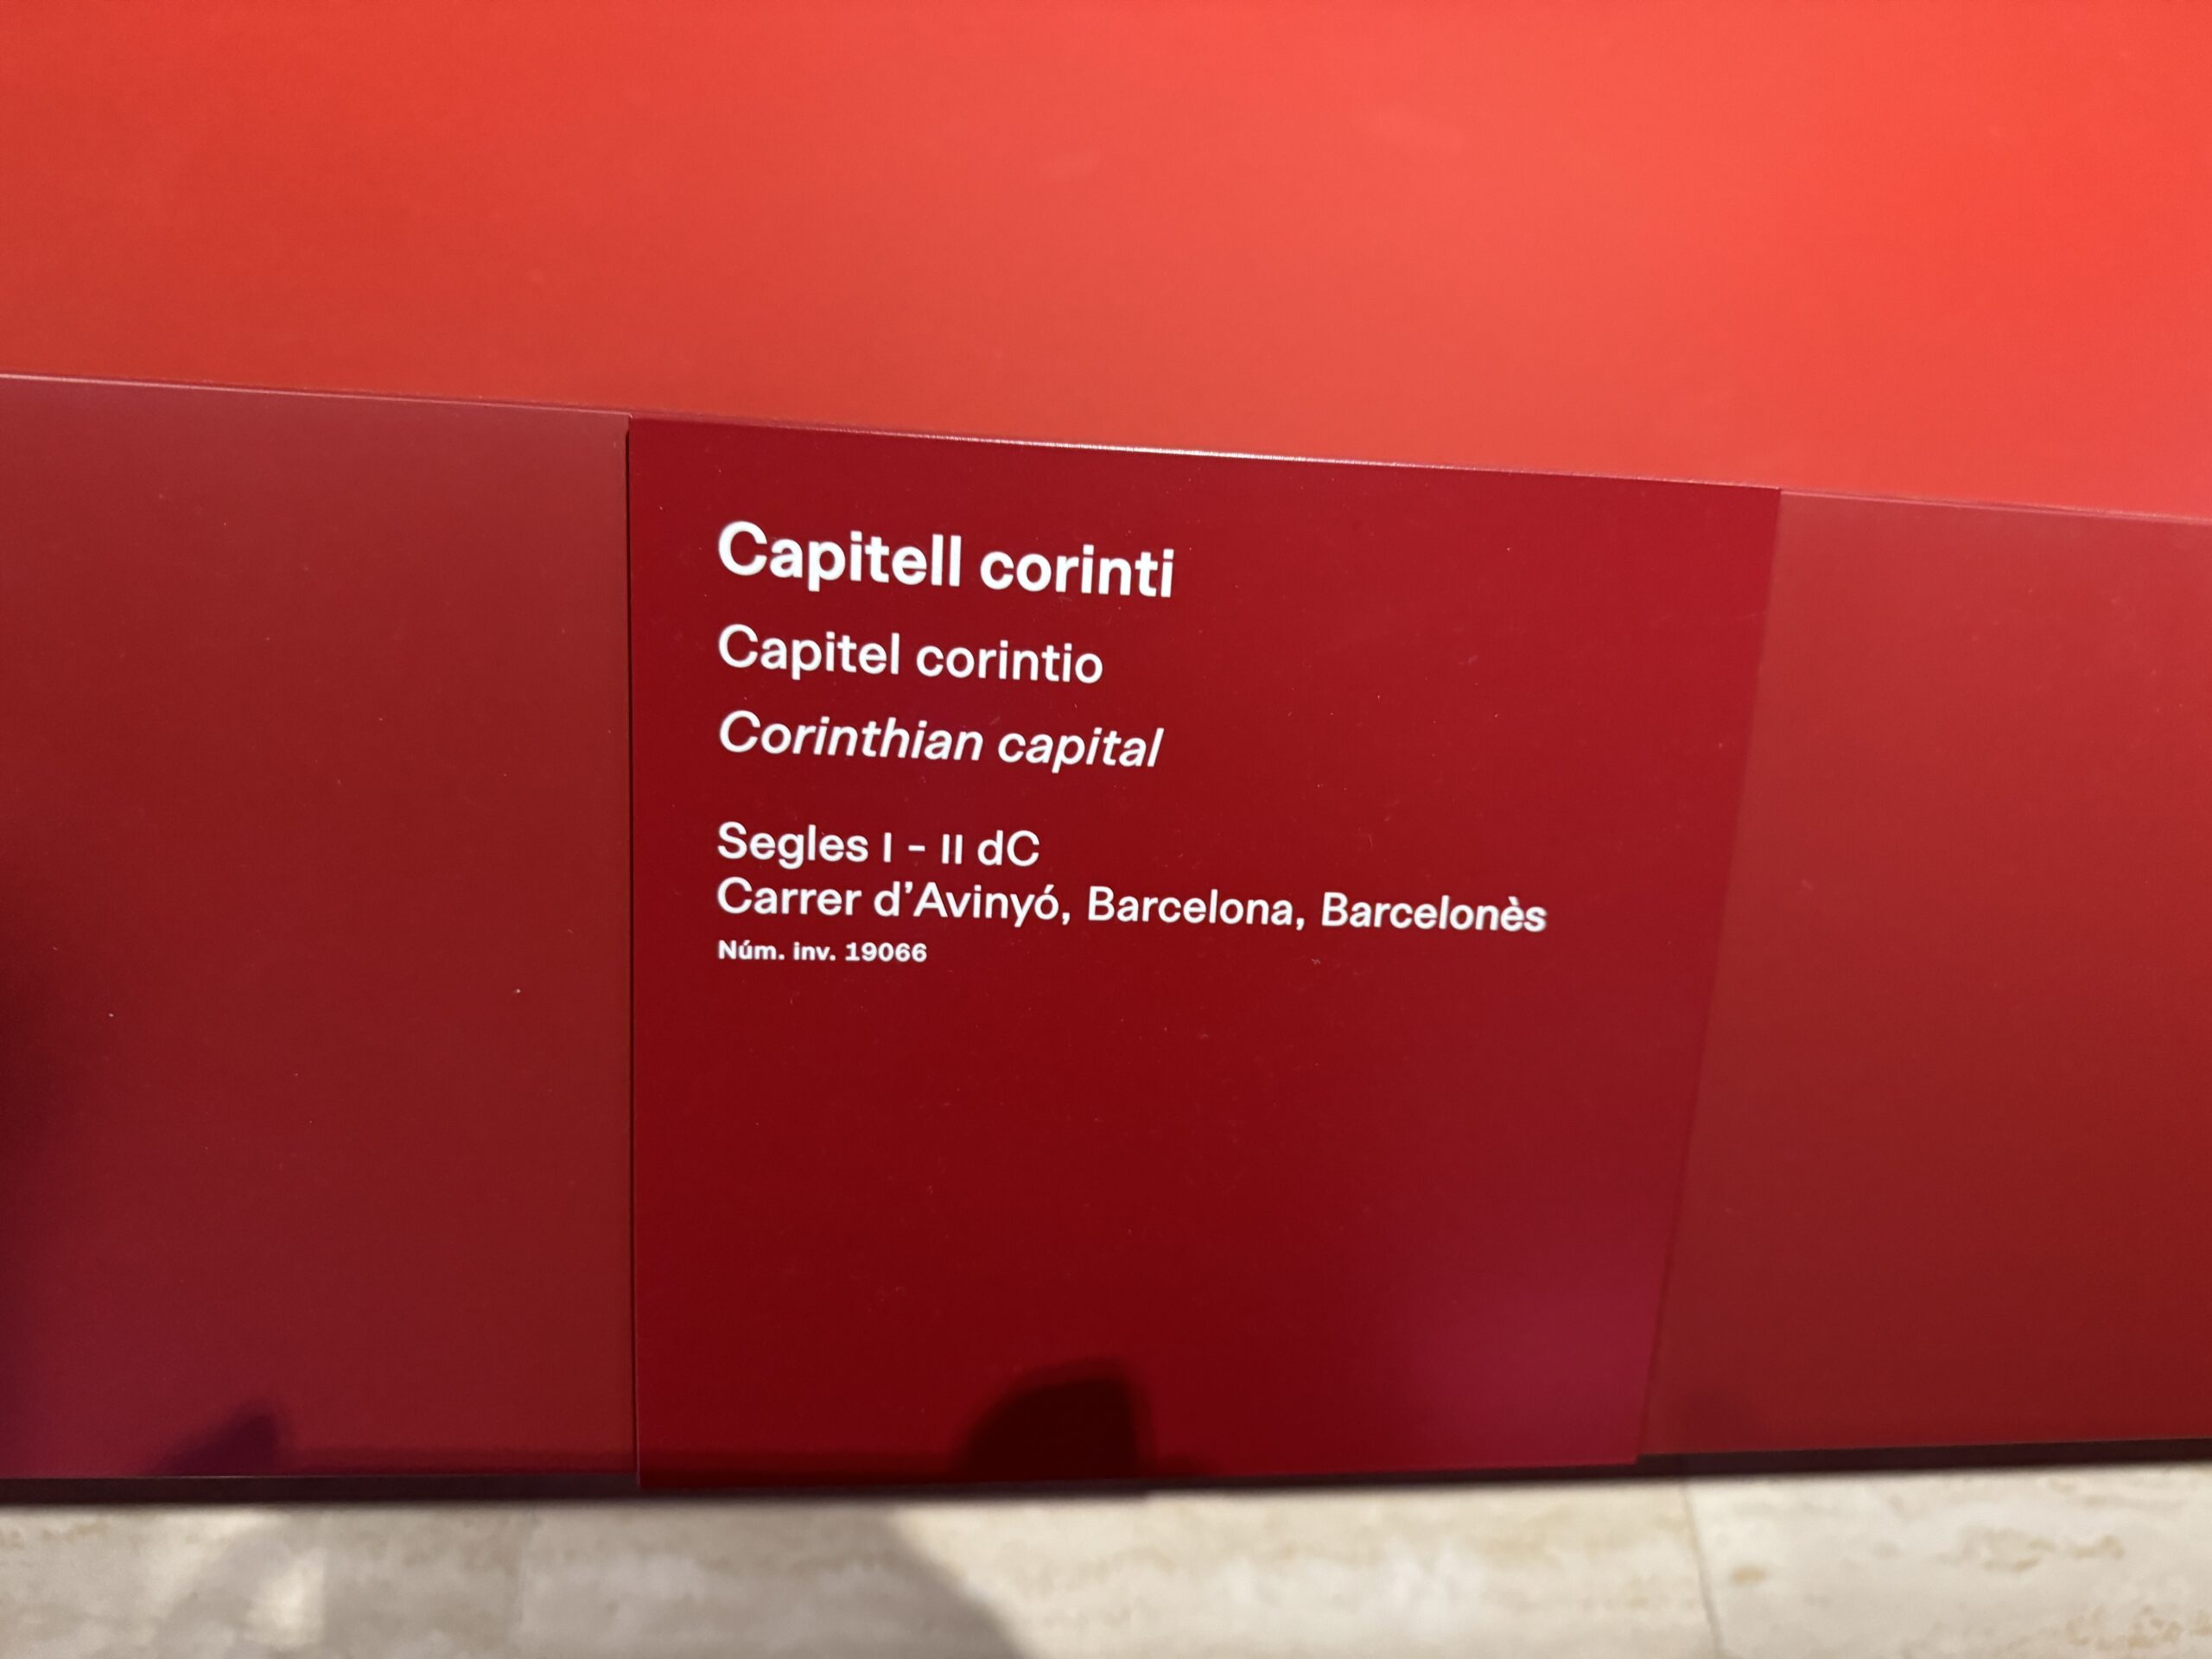 Capitell corinti
Capitel corintio
Corinthian capital
Segles I - II dC
Carrer d’Avinyó, Barcelona, Barcelonès
Núm. inv. 19066